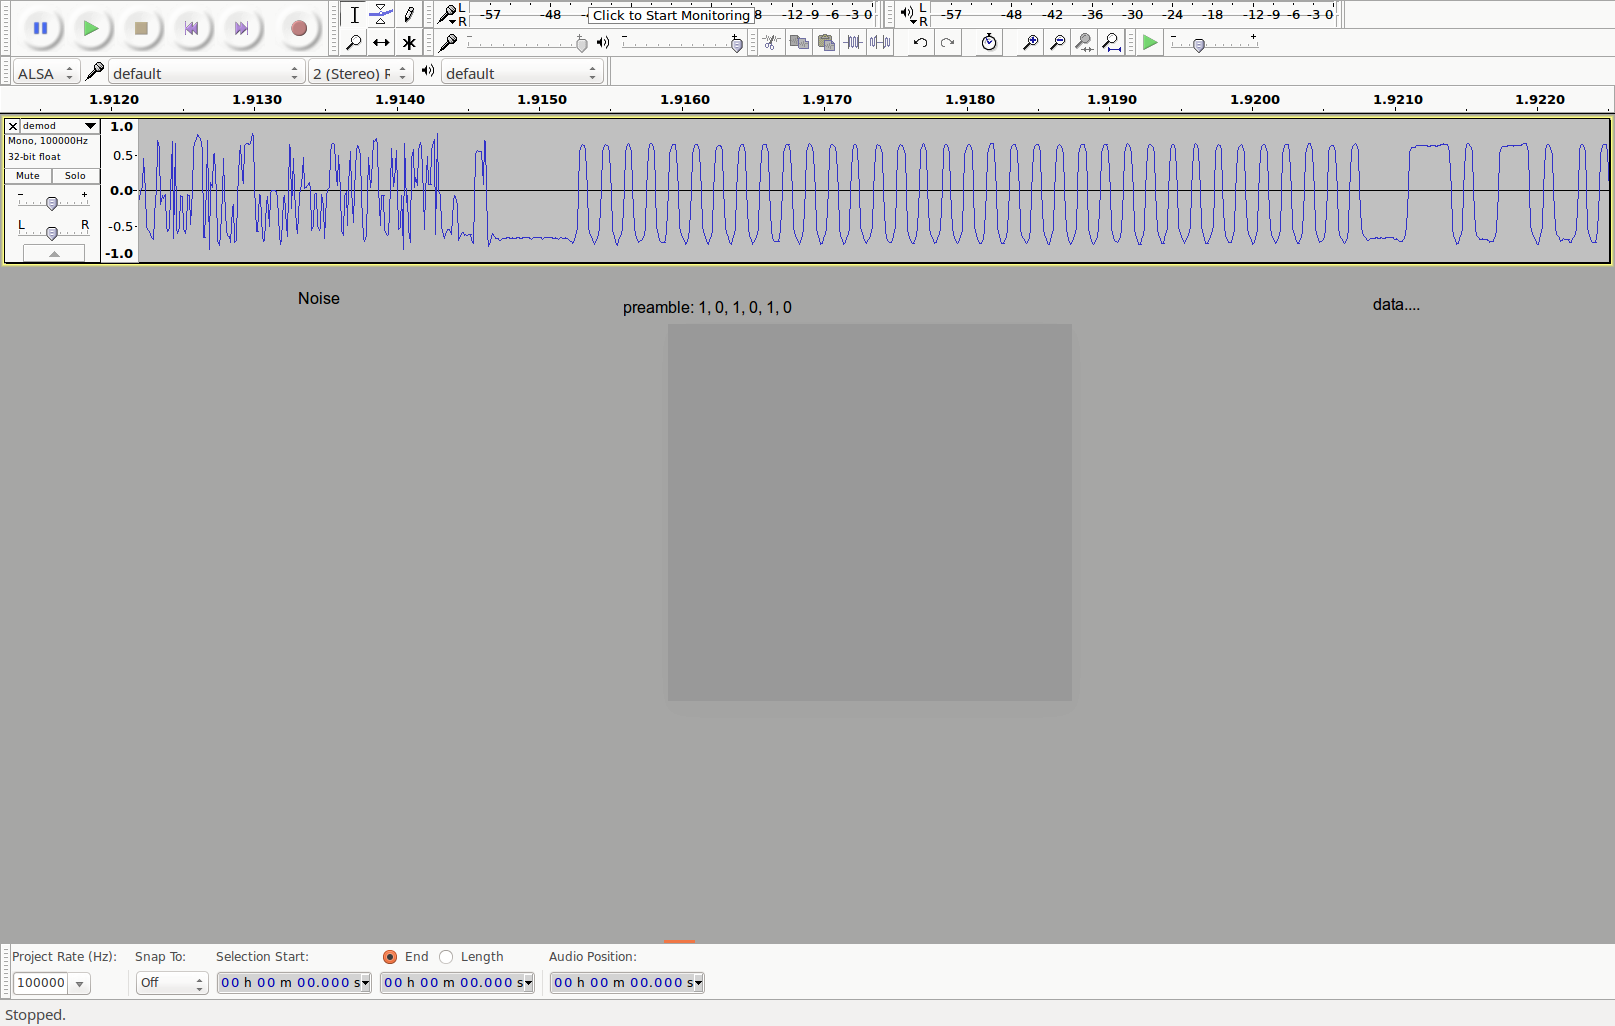 L
R
-57 -48 - Click to Start Monitoring 8 -12 -9 -6 -3 0
L
R
-57 -48 -42 -36 -30 -24 -18 -12 -9 -6 -3 0
- +
- +
- +
ALSA default 2 (Stereo) R default
1.9120 1.9130 1.9140 1.9150 1.9160 1.9170 1.9180 1.9190 1.9200 1.9210 1.9220
X demod
Mono, 100000Hz
32-bit float
Mute Solo
- +
L R
1.0
0.5
0.0
-0.5
-1.0
Noise
preamble: 1, 0, 1, 0, 1, 0
data....
Project Rate (Hz): Snap To: Selection Start: End Length Audio Position:
100000 Off 00 h 00 m 00.000 s 00 h 00 m 00.000 s 00 h 00 m 00.000 s
Stopped.